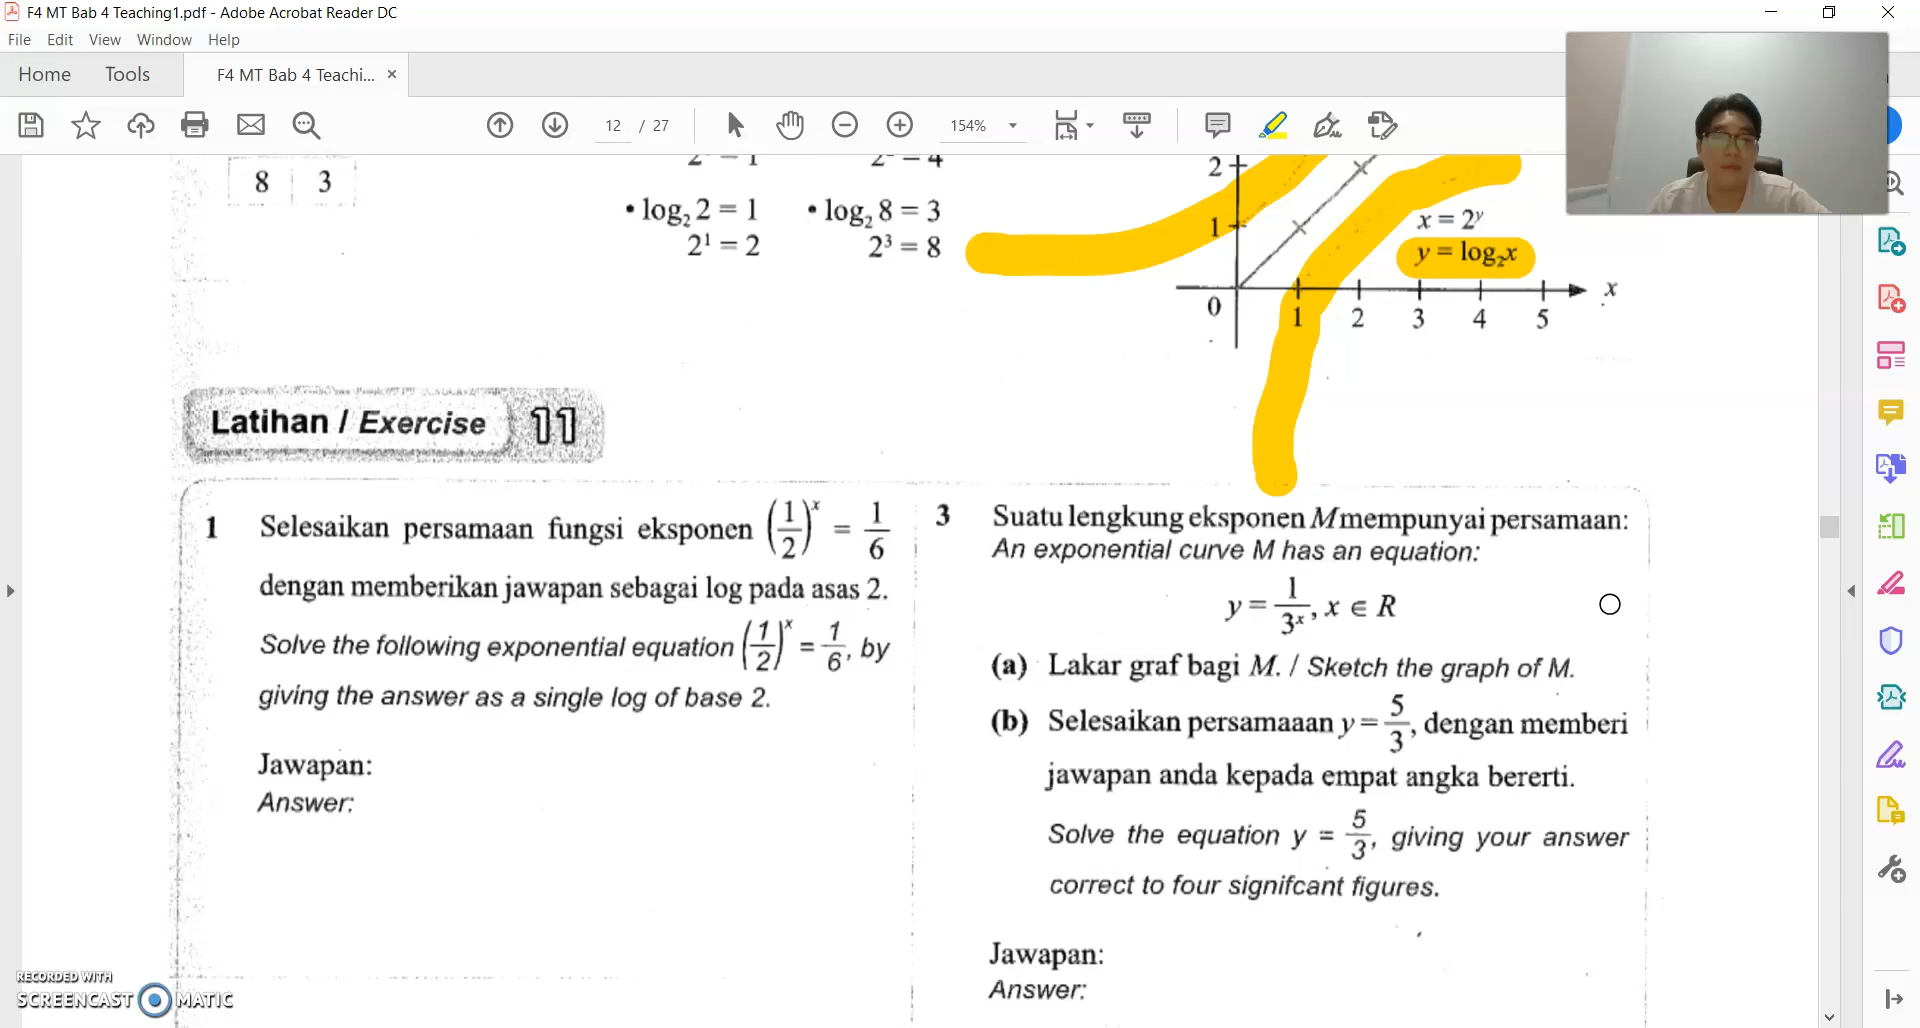 F4 MT Bab 4 Teaching1.pdf - Adobe Acrobat Reader DC
File Edit View Window Help
Home Tools F4 MT Bab 4 Teachi... ×
12 / 27 154%
8 3
• log₂ 2 = 1
2¹ = 2
• log₂ 8 = 3
2³ = 8
2
1
x = 2ʸ
y = log₂x
x
0 1 2 3 4 5
Latihan / Exercise 11
1 Selesaikan persamaan fungsi eksponen (1/2)ˣ = 1/6
dengan memberikan jawapan sebagai log pada asas 2.
Solve the following exponential equation (1/2)ˣ = 1/6, by
giving the answer as a single log of base 2.
Jawapan:
Answer:
3 Suatu lengkung eksponen M mempunyai persamaan:
An exponential curve M has an equation:
y = 1/3ˣ, x ∈ R
(a) Lakar graf bagi M. / Sketch the graph of M.
(b) Selesaikan persamaaan y = 5/3, dengan memberi
jawapan anda kepada empat angka bererti.
Solve the equation y = 5/3, giving your answer
correct to four signifcant figures.
Jawapan:
Answer:
RECORDED WITH
SCREENCAST MATIC